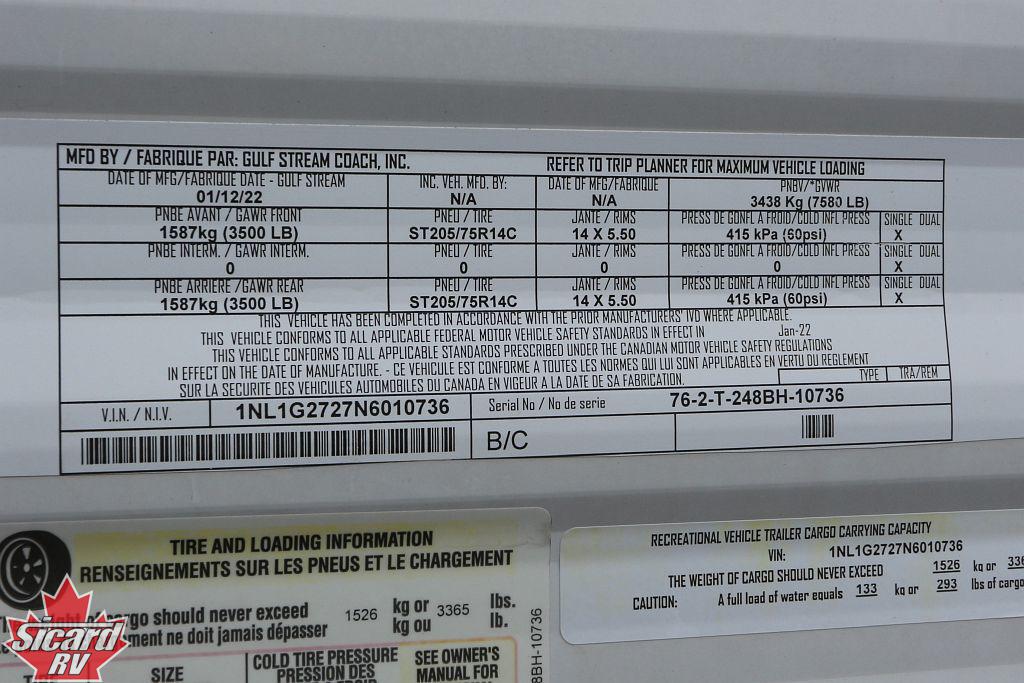 MFD BY / FABRIQUE PAR: GULF STREAM COACH, INC. REFER TO TRIP PLANNER FOR MAXIMUM VEHICLE LOADING
DATE OF MFG/FABRIQUE DATE - GULF STREAM INC. VEH. MFD. BY: DATE OF MFG/FABRIQUE PNBV/*GVWR
01/12/22 N/A N/A 3438 Kg (7580 LB)
PNBE AVANT / GAWR FRONT PNEU / TIRE JANTE / RIMS PRESS DE GONFL A FROID/COLD INFL PRESS SINGLE DUAL
1587kg (3500 LB) ST205/75R14C 14 X 5.50 415 kPa (60psi) X
PNBE INTERM. / GAWR INTERM. PNEU / TIRE JANTE / RIMS PRESS DE GONFL A FROID/COLD INFL PRESS SINGLE DUAL
0 0 0 0 X
PNBE ARRIERE /GAWR REAR PNEU / TIRE JANTE / RIMS PRESS DE GONFL A FROID/COLD INFL PRESS SINGLE DUAL
1587kg (3500 LB) ST205/75R14C 14 X 5.50 415 kPa (60psi) X
THIS VEHICLE HAS BEEN COMPLETED IN ACCORDANCE WITH THE PRIOR MANUFACTURERS' IVD WHERE APPLICABLE.
THIS VEHICLE CONFORMS TO ALL APPLICABLE FEDERAL MOTOR VEHICLE SAFETY STANDARDS IN EFFECT IN Jan-22
THIS VEHICLE CONFORMS TO ALL APPLICABLE STANDARDS PRESCRIBED UNDER THE CANADIAN MOTOR VEHICLE SAFETY REGULATIONS
IN EFFECT ON THE DATE OF MANUFACTURE. - CE VEHICULE EST CONFORME A TOUTES LES NORMES QUI LUI SONT APPLICABLES EN VERTU DU REGLEMENT
SUR LA SECURITE DES VEHICULES AUTOMOBILES DU CANADA EN VIGEUR A LA DATE DE SA FABRICATION. TYPE TRA/REM
V.I.N. / N.I.V. 1NL1G2727N6010736 Serial No / No de serie 76-2-T-248BH-10736
B/C
TIRE AND LOADING INFORMATION
RENSEIGNEMENTS SUR LES PNEUS ET LE CHARGEMENT
of cargo should never exceed 1526 kg or 3365 lbs.
ment ne doit jamais dépasser kg ou lb.
SIZE COLD TIRE PRESSURE SEE OWNER'S
PRESSION DES MANUAL FOR
8BH-10736
RECREATIONAL VEHICLE TRAILER CARGO CARRYING CAPACITY
VIN: 1NL1G2727N6010736
THE WEIGHT OF CARGO SHOULD NEVER EXCEED 1526 kg or 336
CAUTION: A full load of water equals 133 kg or 293 lbs of cargo
Sicard
RV